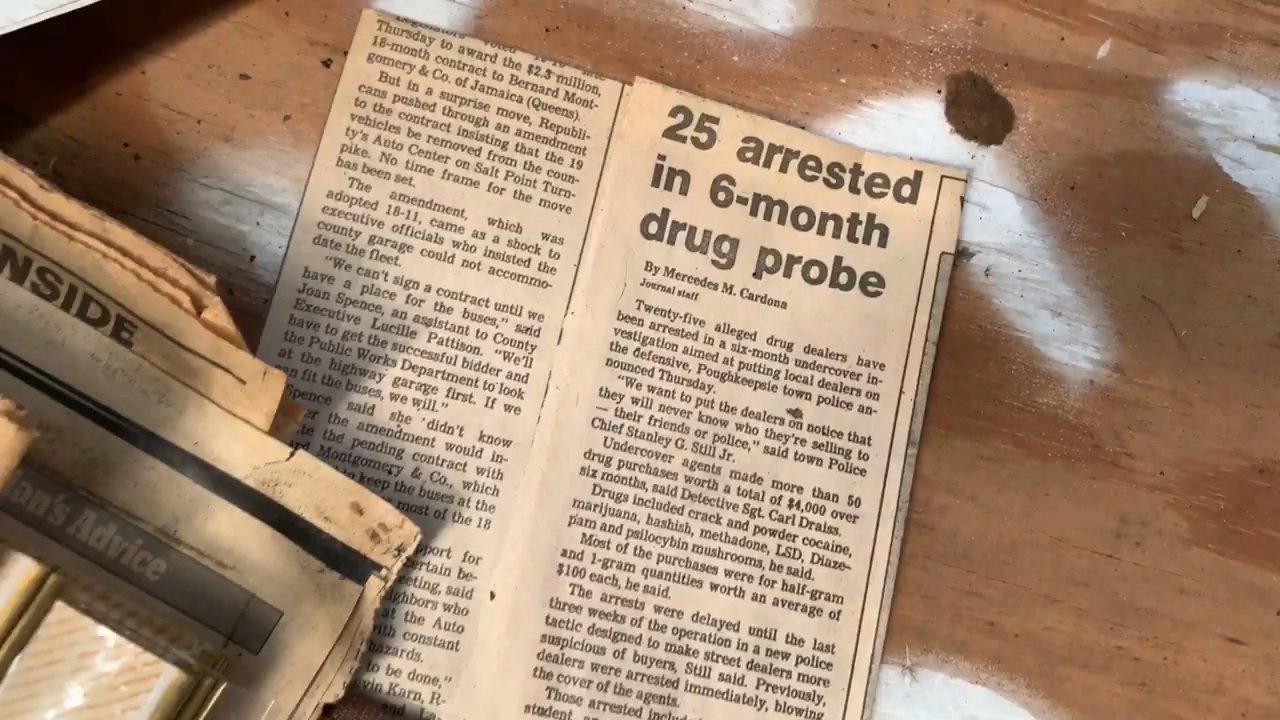 Thursday to award the $2.3 million,
18-month contract to Bernard Mont-
gomery & Co. of Jamaica (Queens).
But in a surprise move, Republi-
cans pushed through an amendment
to the contract insisting that the 19
vehicles be removed from the coun-
ty's Auto Center on Salt Point Turn-
pike. No time frame for the move
has been set.
The amendment, which was
adopted 18-11, came as a shock to
executive officials who insisted the
county garage could not accommo-
date the fleet.
"We can't sign a contract until we
have a place for the buses," said
Joan Spence, an assistant to County
Executive Lucille Pattison. "We'll
have to get the successful bidder and
the Public Works Department to look
at the highway garage first. If we
fit the buses, we will."
Spence said she didn't know
the amendment would in-
the pending contract with
Montgomery & Co., which
to keep the buses at the
most of the 18
for
be-
said
who
at the Auto
constant
hazards.
to be done,"
Karn, R-
and
25 arrested
in 6-month
drug probe
By Mercedes M. Cardona
Journal staff
Twenty-five alleged drug dealers have
been arrested in a six-month undercover in-
vestigation aimed at putting local dealers on
the defensive, Poughkeepsie town police an-
nounced Thursday.
"We want to put the dealers on notice that
they will never know who they're selling to
— their friends or police," said town Police
Chief Stanley G. Still Jr.
Undercover agents made more than 50
drug purchases worth a total of $4,000 over
six months, said Detective Sgt. Carl Draiss.
Drugs included crack and powder cocaine,
marijuana, hashish, methadone, LSD, Diaze-
pam and psilocybin mushrooms, he said.
Most of the purchases were for half-gram
and 1-gram quantities worth an average of
$100 each, he said.
The arrests were delayed until the last
three weeks of the operation in a new police
tactic designed to make street dealers more
suspicious of buyers, Still said. Previously,
dealers were arrested immediately, blowing
the cover of the agents.
Those arrested
student
NSIDE
an's Advice